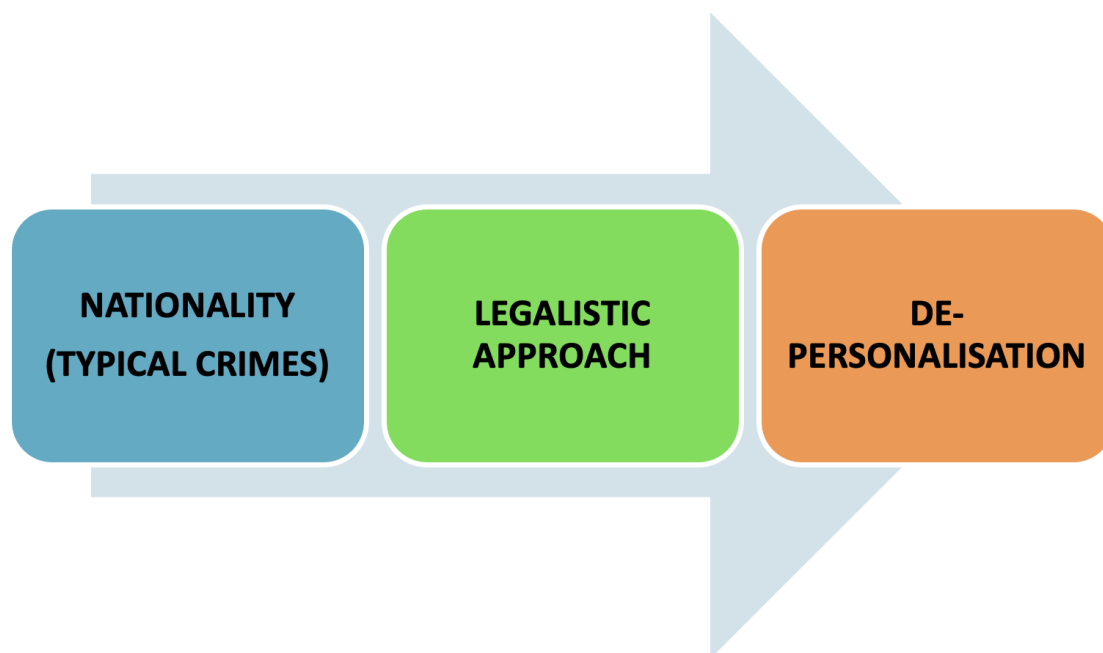 NATIONALITY
(TYPICAL CRIMES)
LEGALISTIC
APPROACH
DE-
PERSONALISATION